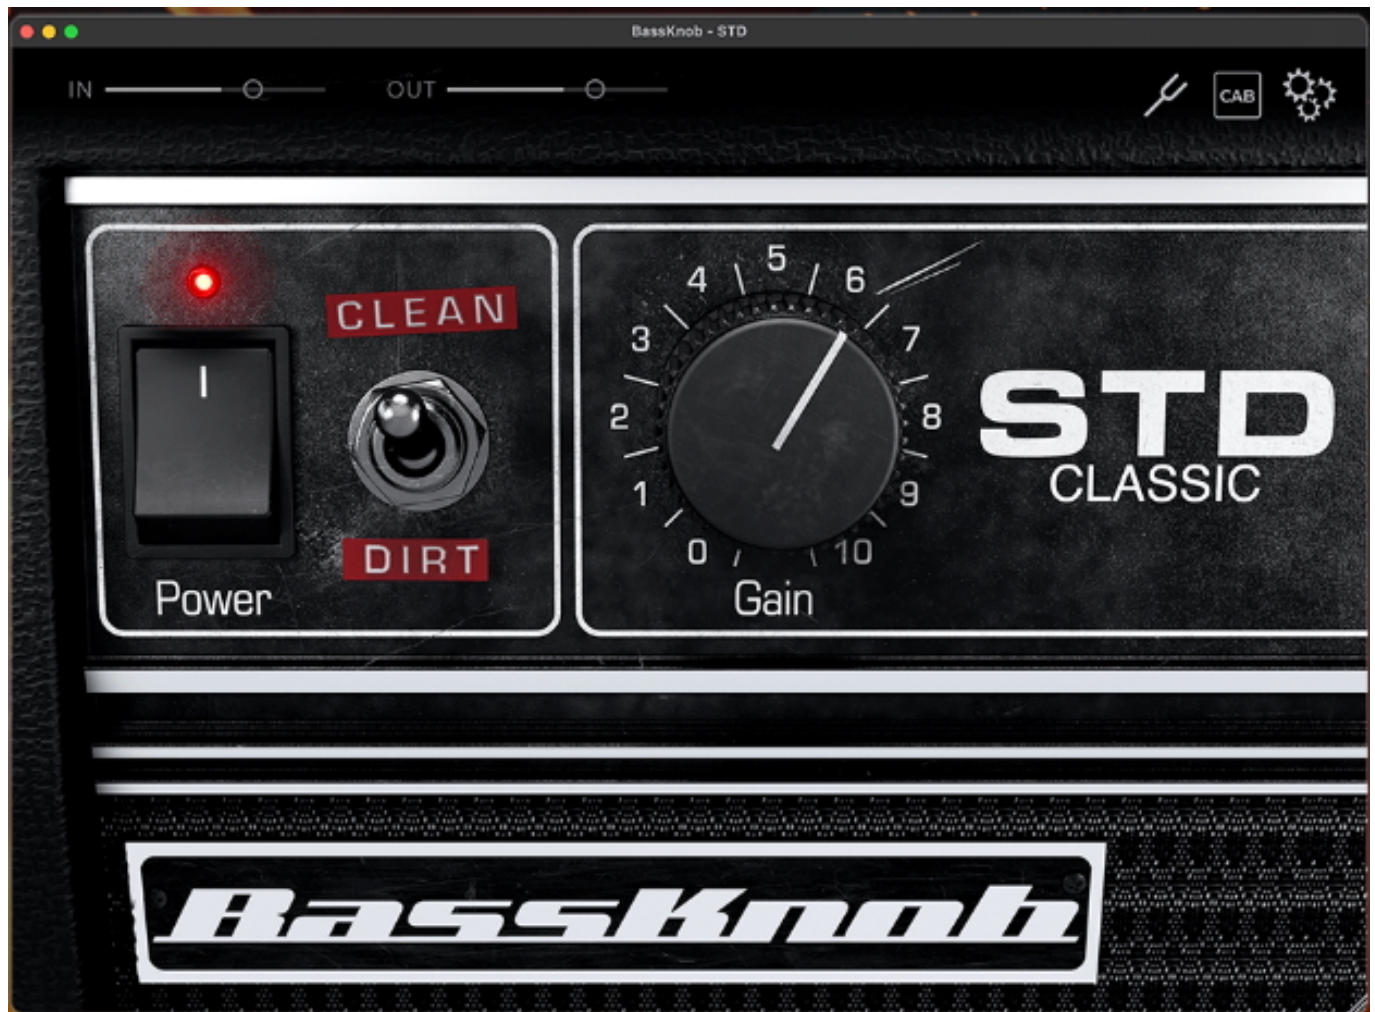 BassKnob - STD
IN OUT CAB
CLEAN
DIRT
Power
5
4 6
3 7
2 8
1 9
0 10
Gain
STD
CLASSIC
BassKnob